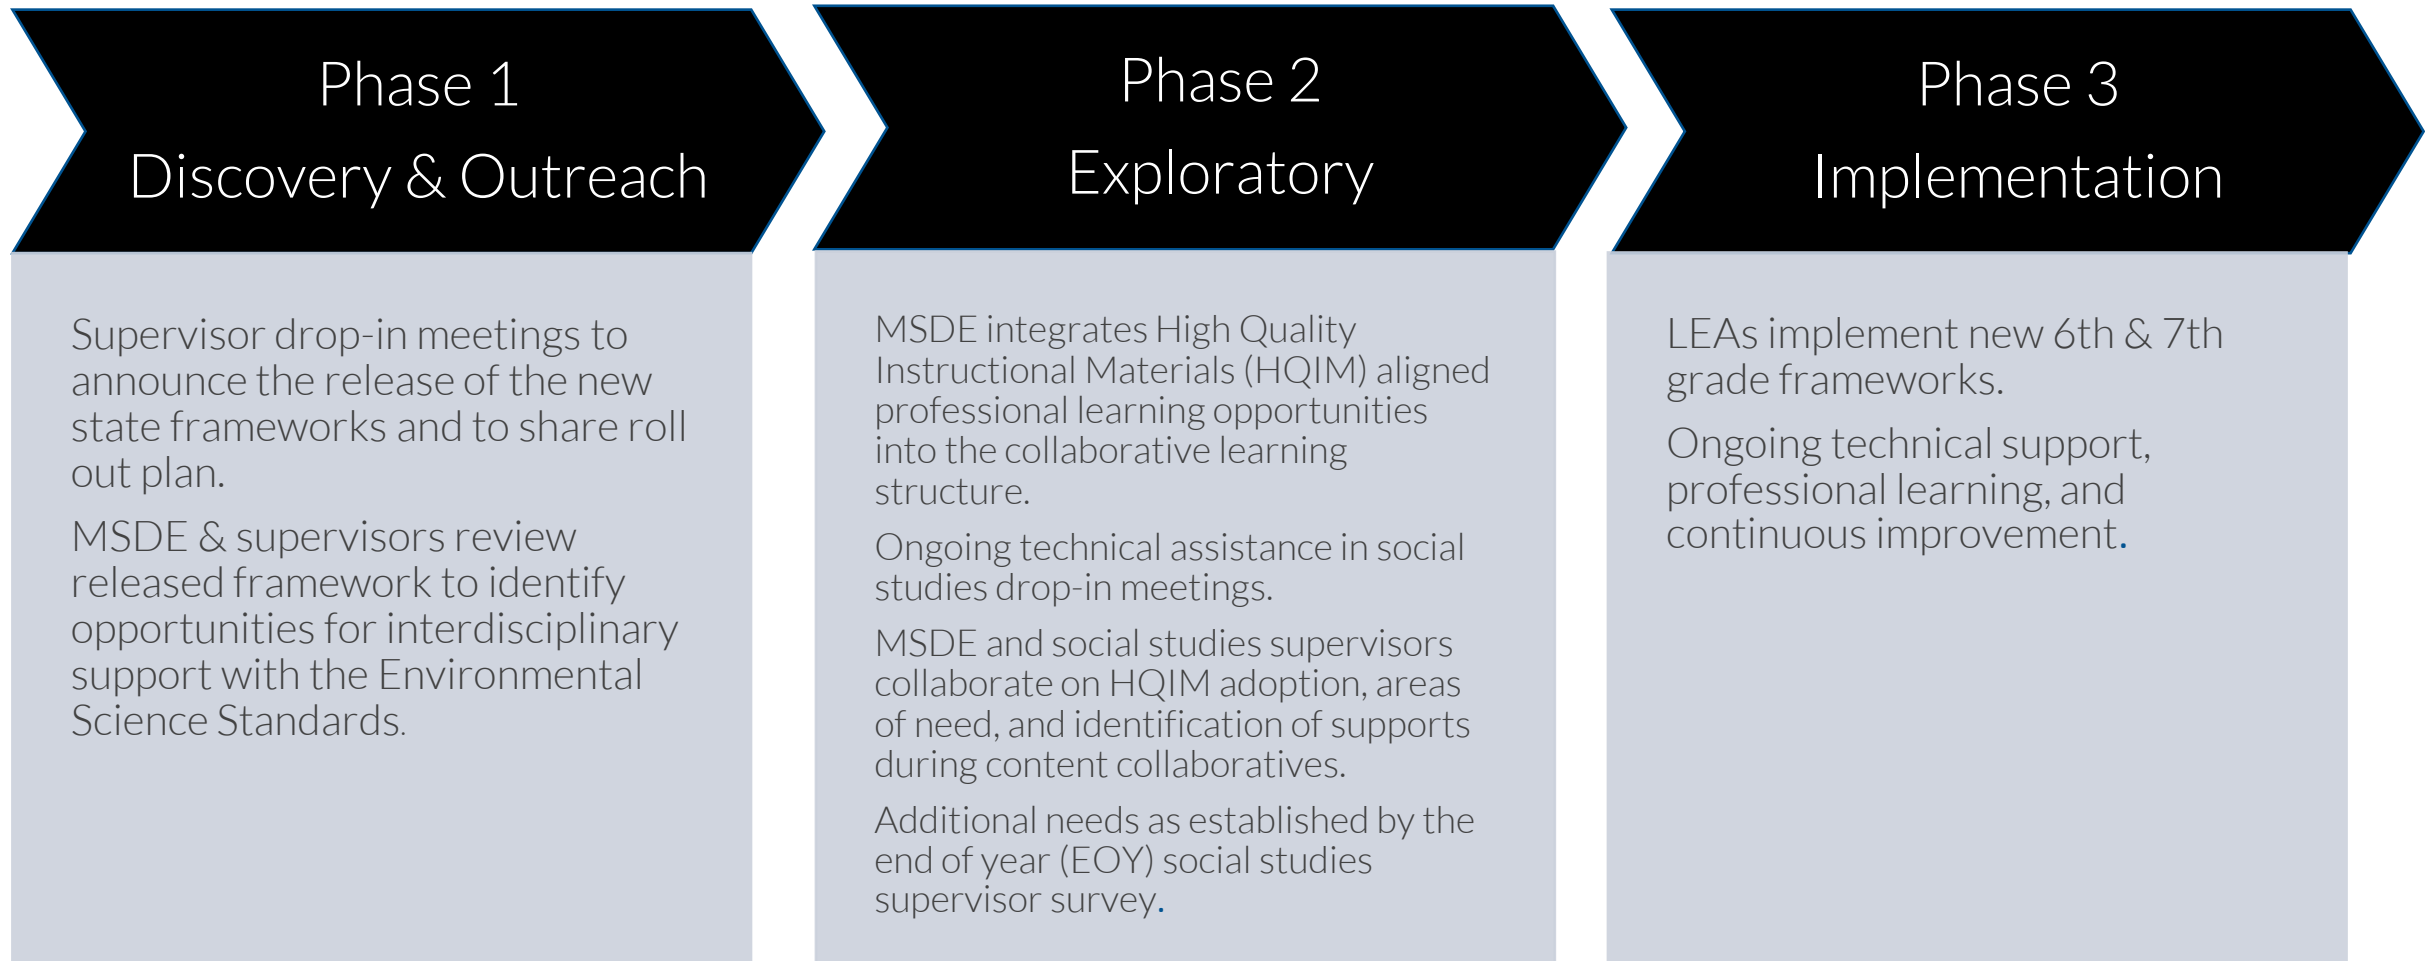 Phase 1
Discovery & Outreach
Supervisor drop-in meetings to
announce the release of the new
state frameworks and to share roll
out plan.
MSDE & supervisors review
released framework to identify
opportunities for interdisciplinary
support with the Environmental
Science Standards.
Phase 2
Exploratory
MSDE integrates High Quality
Instructional Materials (HQIM) aligned
professional learning opportunities
into the collaborative learning
structure.
Ongoing technical assistance in social
studies drop-in meetings.
MSDE and social studies supervisors
collaborate on HQIM adoption, areas
of need, and identification of supports
during content collaboratives.
Additional needs as established by the
end of year (EOY) social studies
supervisor survey.
Phase 3
Implementation
LEAs implement new 6th & 7th
grade frameworks.
Ongoing technical support,
professional learning, and
continuous improvement.